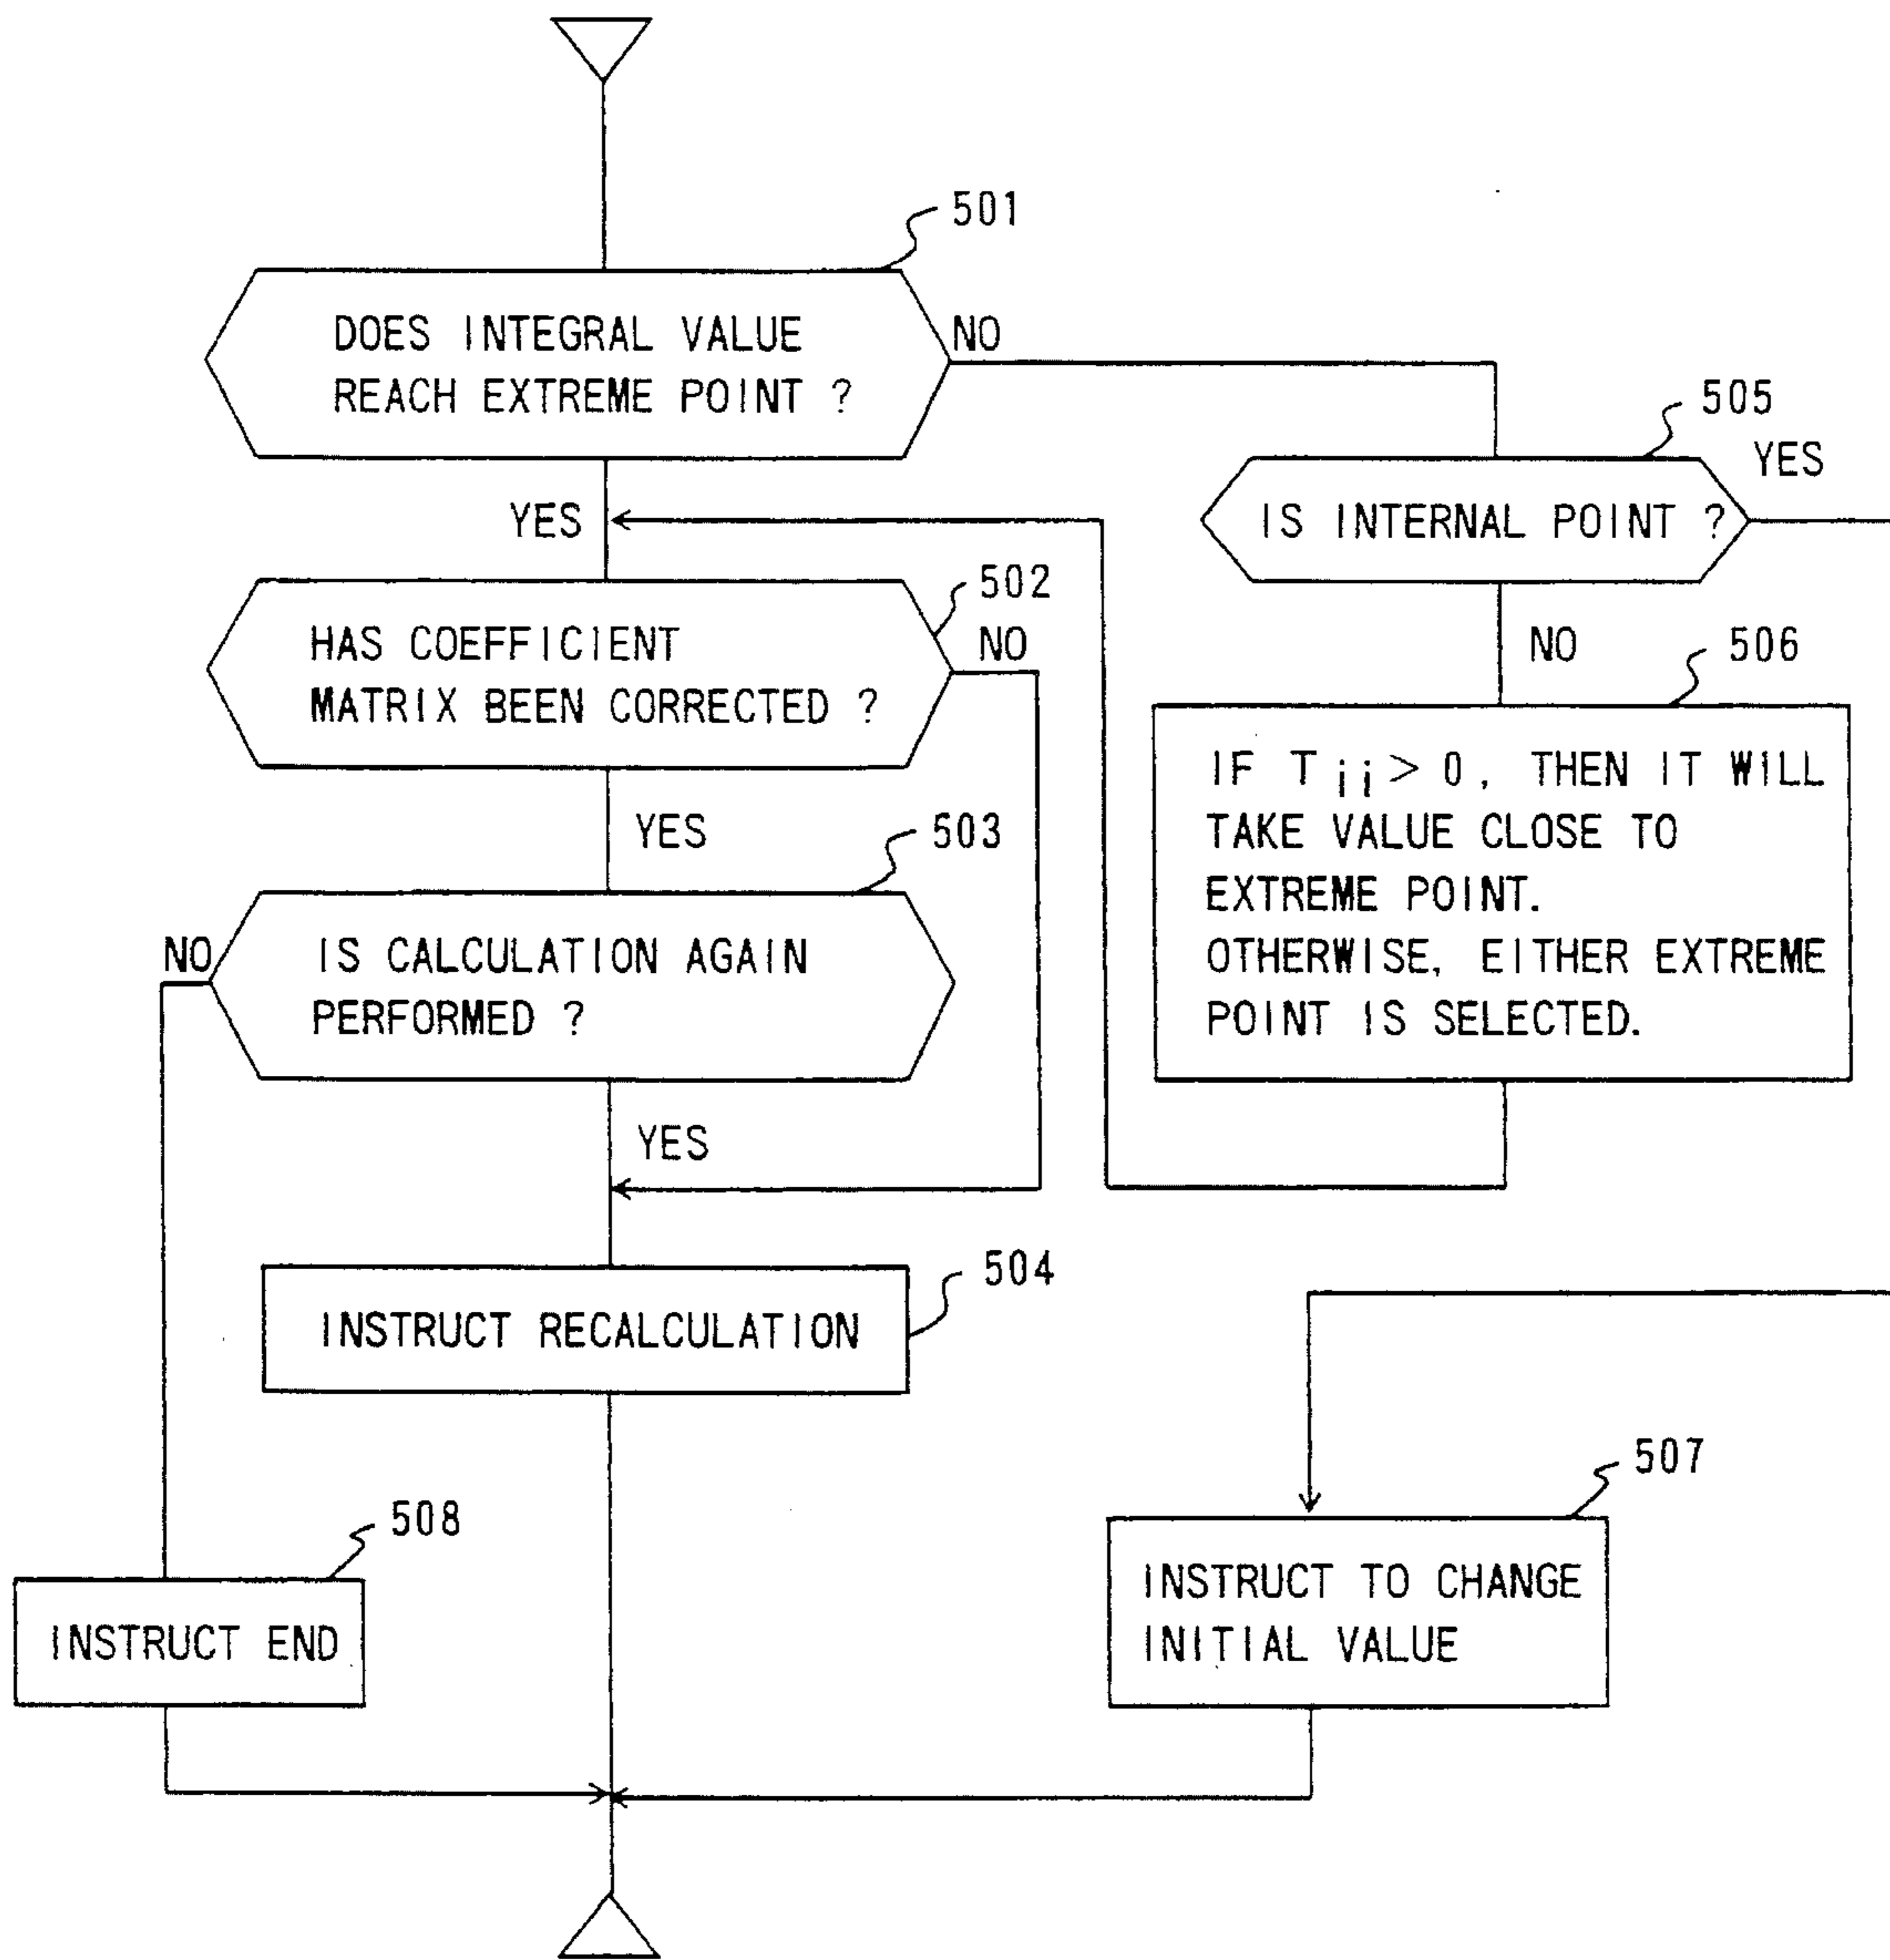 501
DOES INTEGRAL VALUE
REACH EXTREME POINT ?
NO
505
YES
IS INTERNAL POINT ?
YES
502
HAS COEFFICIENT
MATRIX BEEN CORRECTED ?
NO
NO
506
IF Tii > 0, THEN IT WILL
TAKE VALUE CLOSE TO
EXTREME POINT.
OTHERWISE, EITHER EXTREME
POINT IS SELECTED.
YES
503
NO
IS CALCULATION AGAIN
PERFORMED ?
YES
504
INSTRUCT RECALCULATION
507
INSTRUCT TO CHANGE
INITIAL VALUE
508
INSTRUCT END